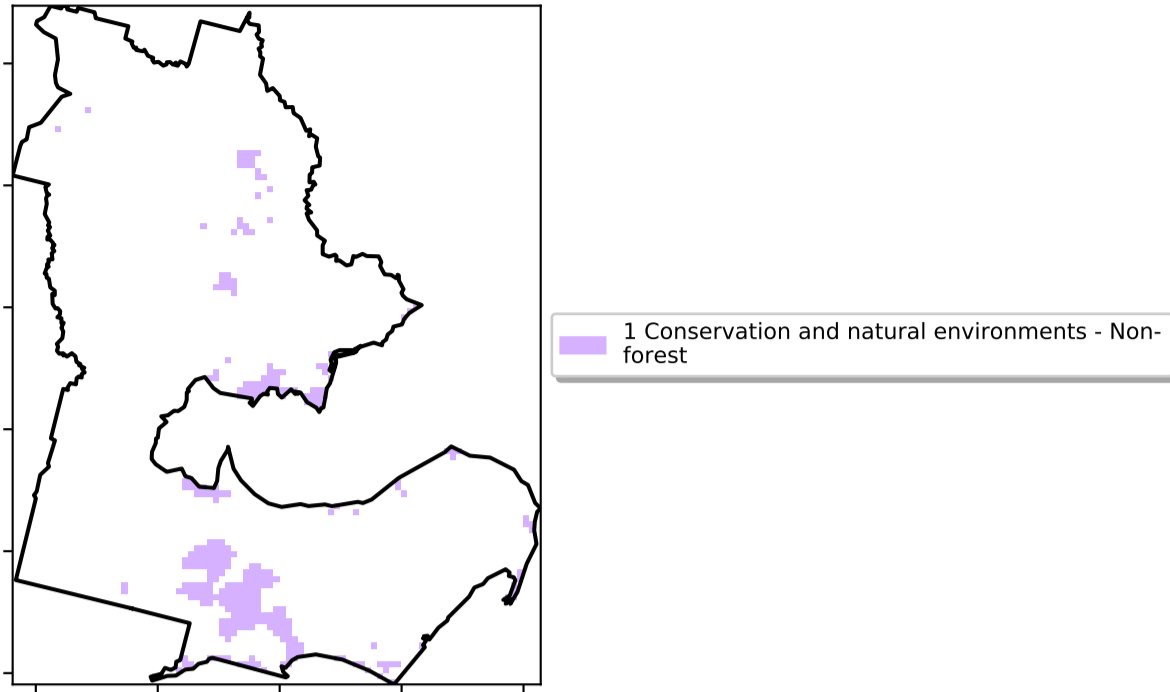 1 Conservation and natural environments - Non-
forest